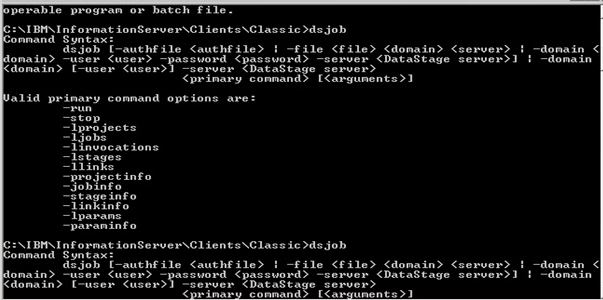 operable program or batch file.
C:\IBM\InformationServer\Clients\Classic>dsjob
Command Syntax:
dsjob [-authfile <authfile> | -file <file> <domain> <server> | -domain <
domain> -user <user> -password <password> -server <DataStage server>] | -domain
<domain> [-user <user>] -server <DataStage server>
<primary command> [<arguments>]
Valid primary command options are:
-run
-stop
-lprojects
-ljobs
-linvocations
-lstages
-llinks
-projectinfo
-jobinfo
-stageinfo
-linkinfo
-lparams
-paraminfo
C:\IBM\InformationServer\Clients\Classic>dsjob
Command Syntax:
dsjob [-authfile <authfile> | -file <file> <domain> <server> | -domain <
domain> -user <user> -password <password> -server <DataStage server>] | -domain
<domain> [-user <user>] -server <DataStage server>
<primary command> [<arguments>]